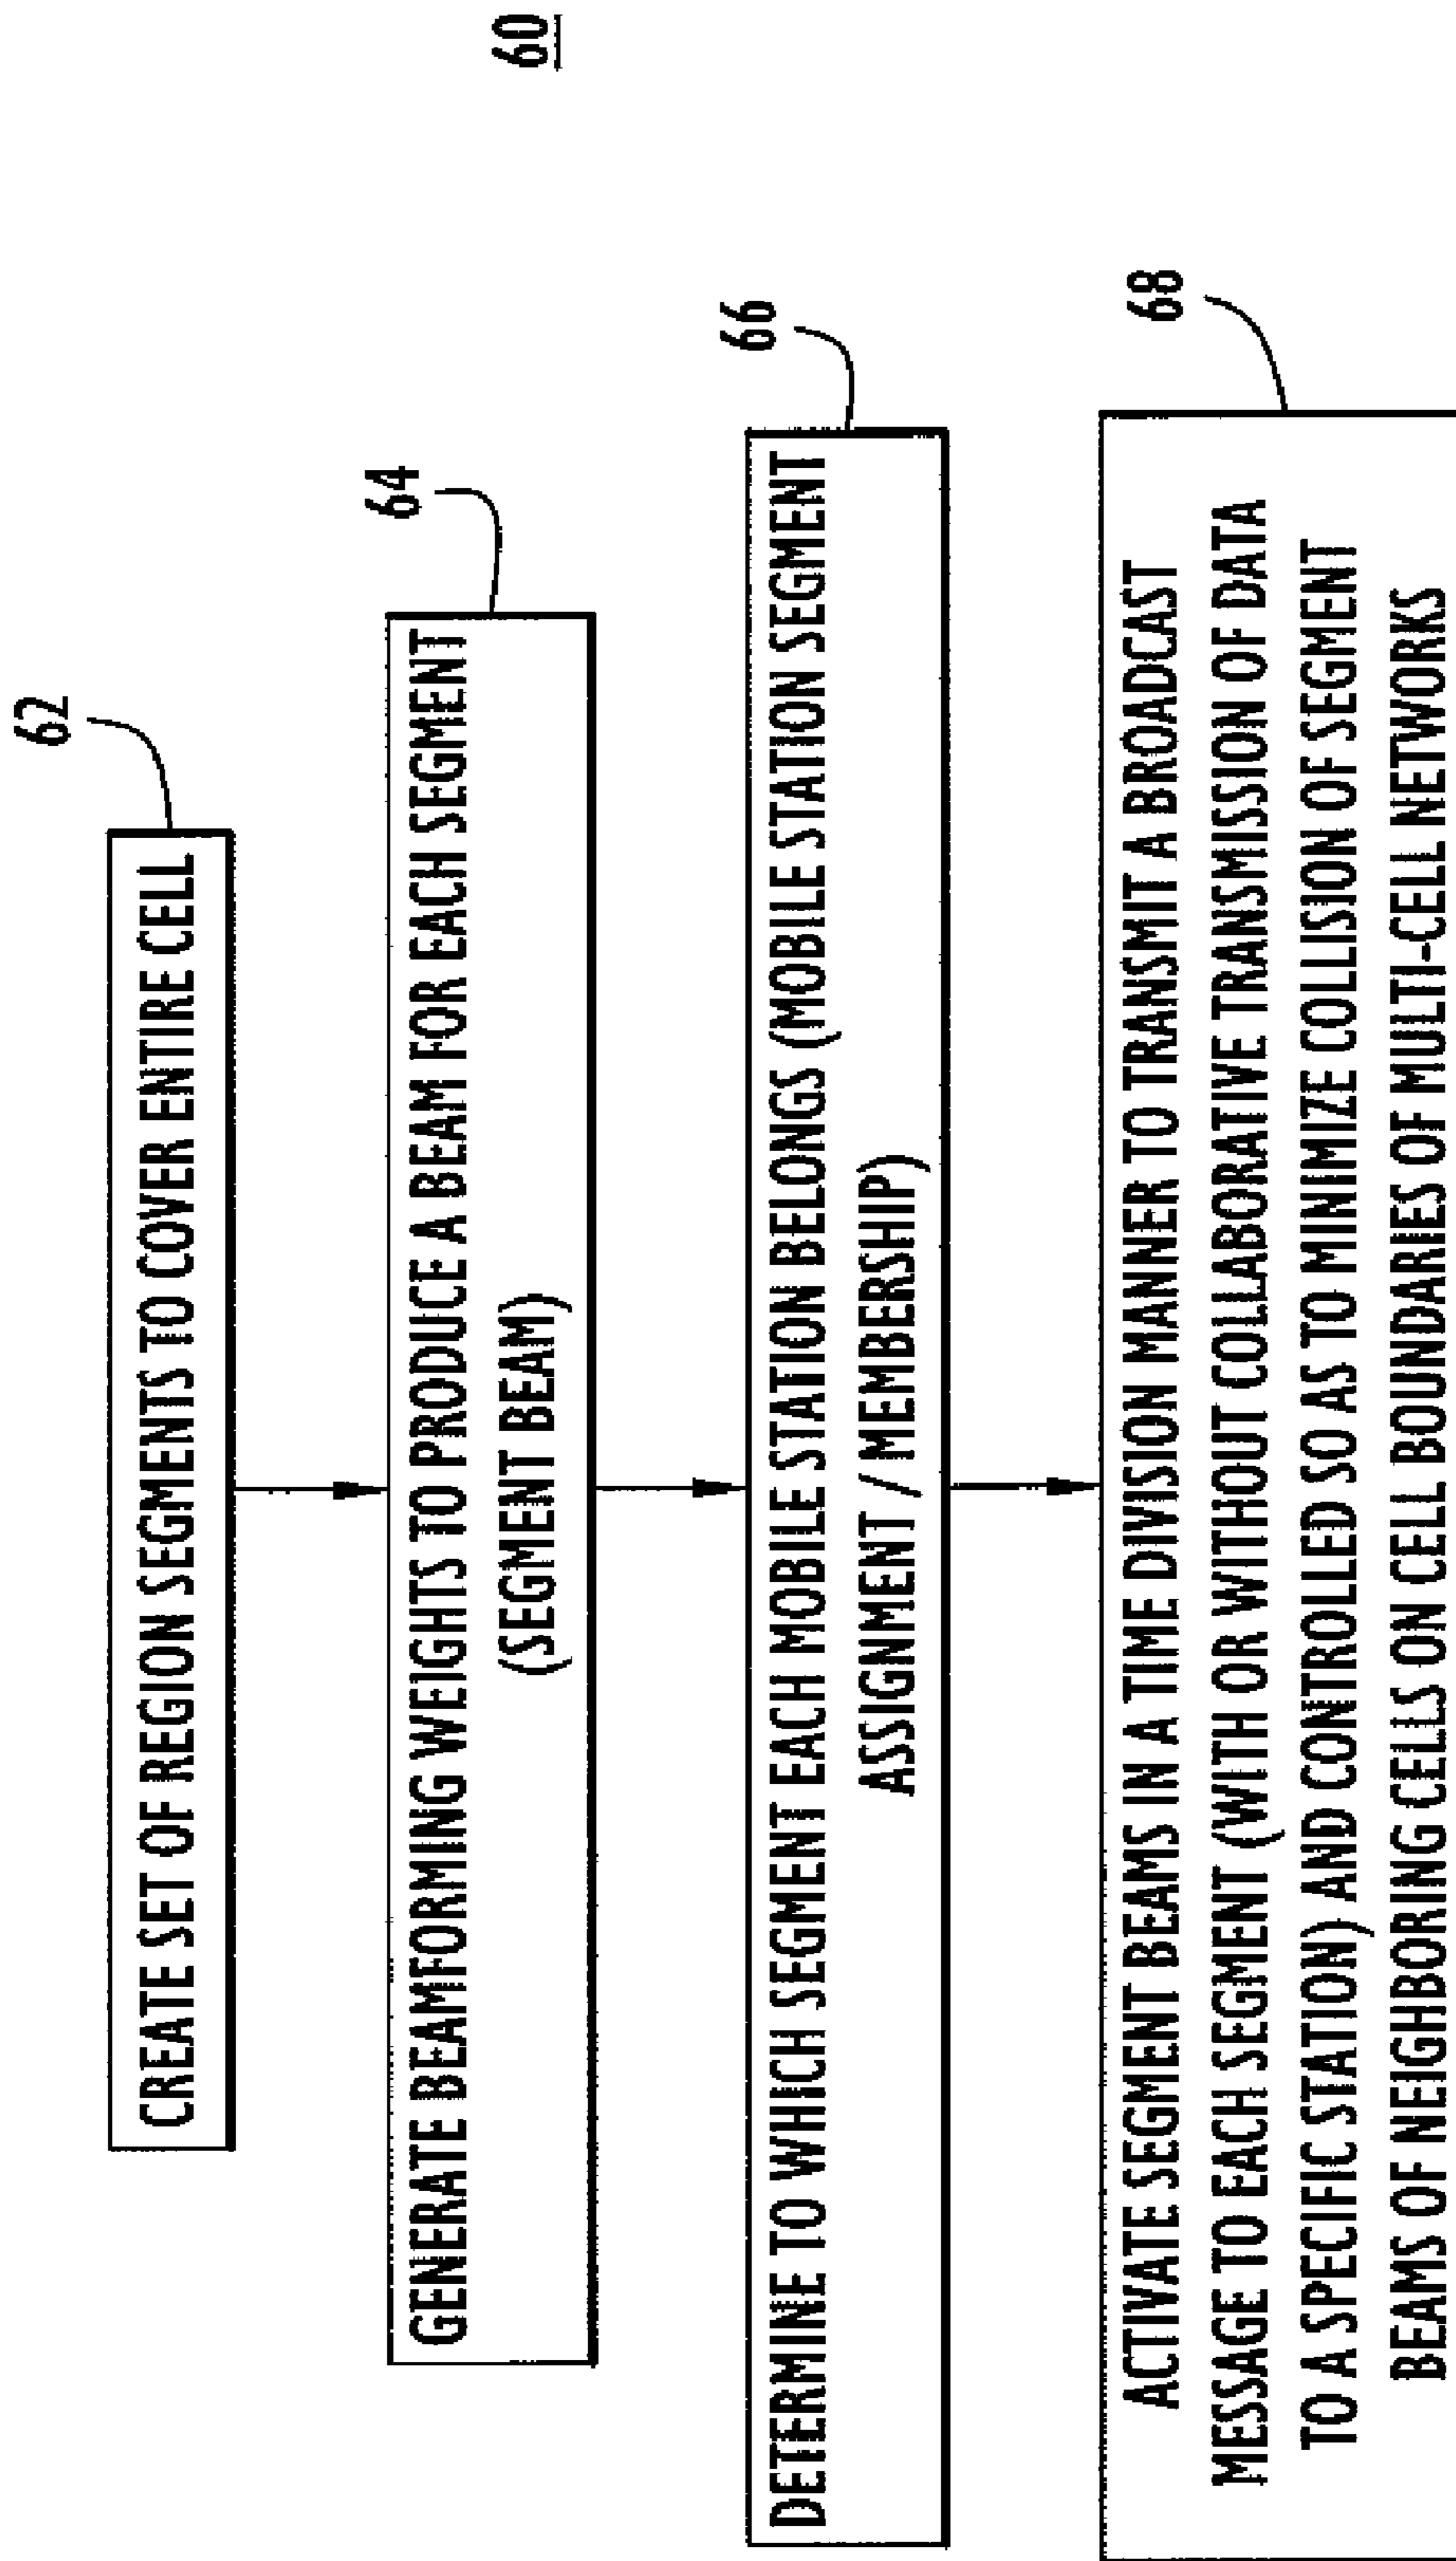 60
62
CREATE SET OF REGION SEGMENTS TO COVER ENTIRE CELL
64
GENERATE BEAMFORMING WEIGHTS TO PRODUCE A BEAM FOR EACH SEGMENT
(SEGMENT BEAM)
66
DETERMINE TO WHICH SEGMENT EACH MOBILE STATION BELONGS (MOBILE STATION SEGMENT
ASSIGNMENT / MEMBERSHIP)
68
ACTIVATE SEGMENT BEAMS IN A TIME DIVISION MANNER TO TRANSMIT A BROADCAST
MESSAGE TO EACH SEGMENT (WITH OR WITHOUT COLLABORATIVE TRANSMISSION OF DATA
TO A SPECIFIC STATION) AND CONTROLLED SO AS TO MINIMIZE COLLISION OF SEGMENT
BEAMS OF NEIGHBORING CELLS ON CELL BOUNDARIES OF MULTI-CELL NETWORKS